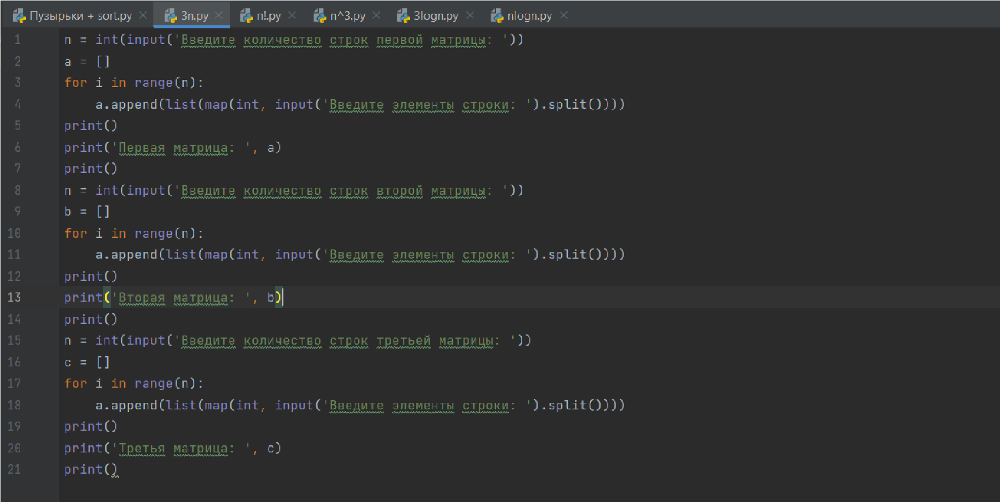 Пузырьки + sort.py 3n.py n!.py n^3.py 3logn.py nlogn.py
1 n = int(input('Введите количество строк первой матрицы: '))
2 a = []
3 for i in range(n):
4     a.append(list(map(int, input('Введите элементы строки: ').split())))
5 print()
6 print('Первая матрица: ', a)
7 print()
8 n = int(input('Введите количество строк второй матрицы: '))
9 b = []
10 for i in range(n):
11     a.append(list(map(int, input('Введите элементы строки: ').split())))
12 print()
13 print('Вторая матрица: ', b)
14 print()
15 n = int(input('Введите количество строк третьей матрицы: '))
16 c = []
17 for i in range(n):
18     a.append(list(map(int, input('Введите элементы строки: ').split())))
19 print()
20 print('Третья матрица: ', c)
21 print()